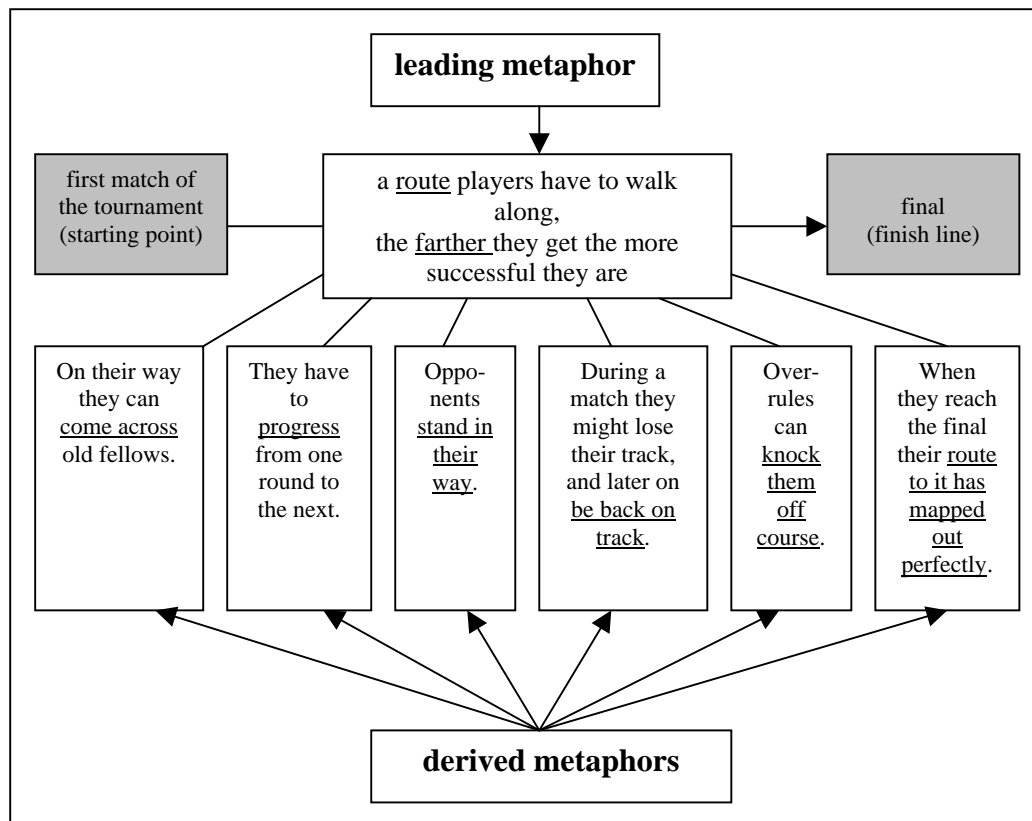 leading metaphor
first match of
the tournament
(starting point)
a route players have to walk
along,
the farther they get the more
successful they are
final
(finish line)
On their way
they can
come across
old fellows.
They have
to
progress
from one
round to
the next.
Oppo-
nents
stand in
their
way.
During a
match they
might lose
their track,
and later on
be back on
track.
Over-
rules
can
knock
them
off
course.
When
they reach
the final
their route
to it has
mapped
out
perfectly.
derived metaphors